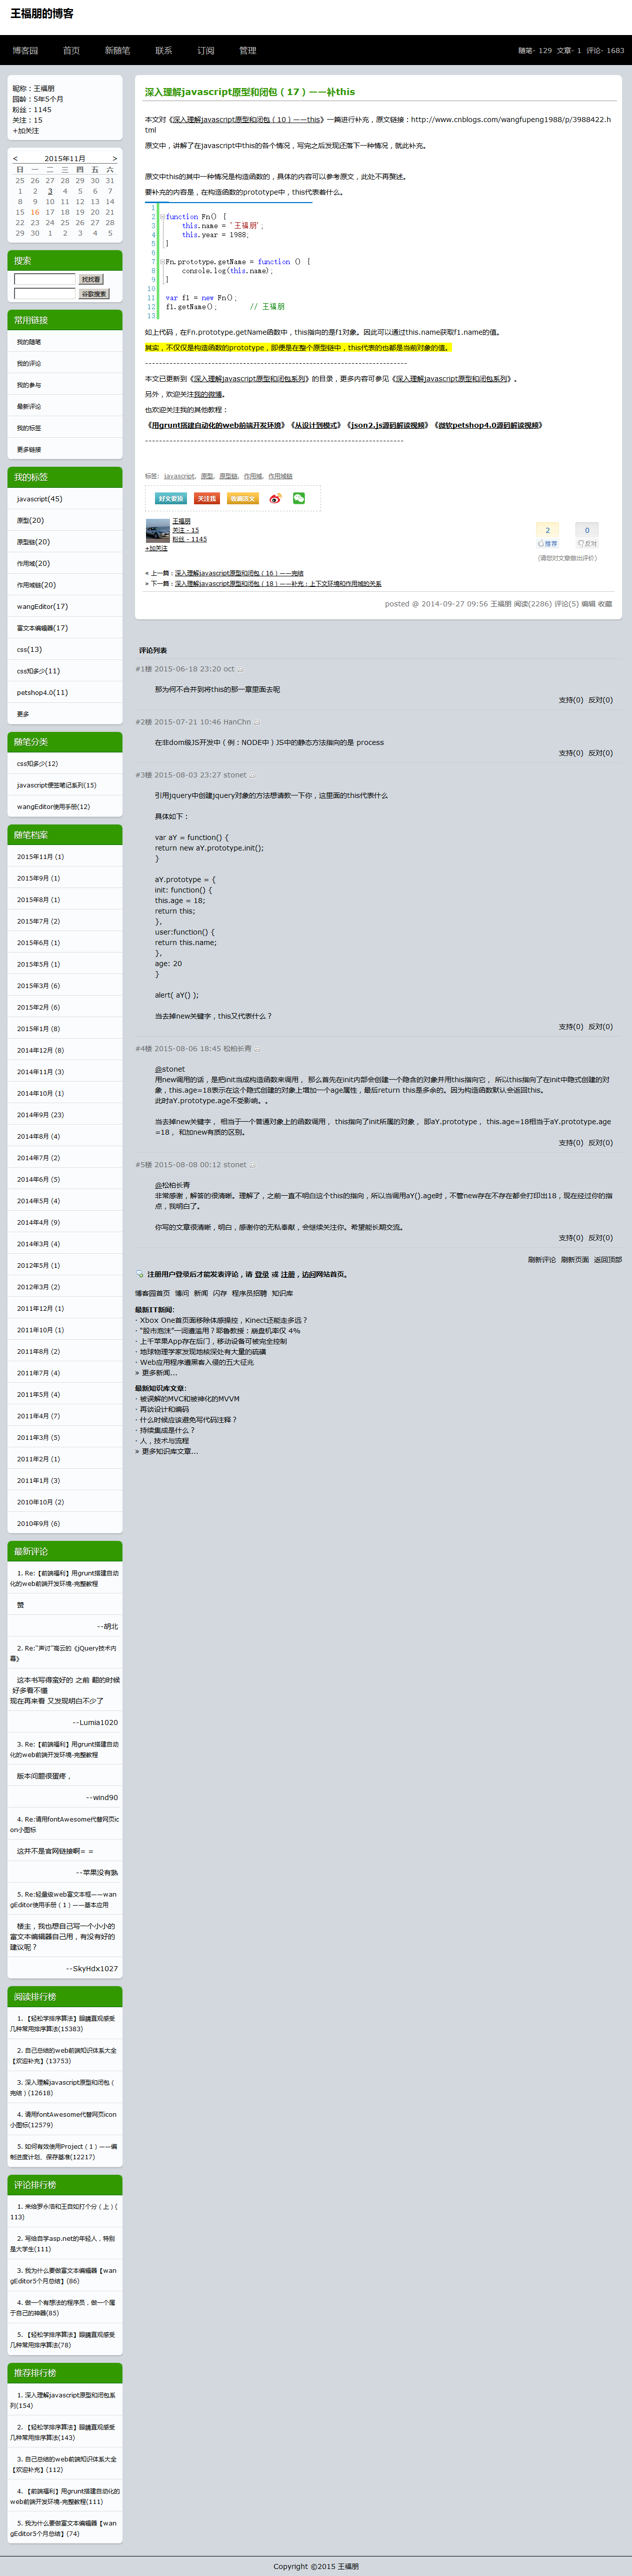 王福朋的博客
博客园 首页 新随笔 联系 订阅 管理
随笔- 129 文章- 1 评论- 1683
昵称：王福朋
园龄：5年5个月
粉丝：1145
关注：15
+加关注
< 2015年11月 >
日 一 二 三 四 五 六
25 26 27 28 29 30 31
1 2 3 4 5 6 7
8 9 10 11 12 13 14
15 16 17 18 19 20 21
22 23 24 25 26 27 28
29 30 1 2 3 4 5
搜索
找找看
谷歌搜索
常用链接
我的随笔
我的评论
我的参与
最新评论
我的标签
更多链接
我的标签
javascript(45)
原型(20)
原型链(20)
作用域(20)
作用域链(20)
wangEditor(17)
富文本编辑器(17)
css(13)
css知多少(11)
petshop4.0(11)
更多
随笔分类
css知多少(12)
javascript便签笔记系列(15)
wangEditor使用手册(12)
随笔档案
2015年11月 (1)
2015年9月 (1)
2015年8月 (1)
2015年7月 (2)
2015年6月 (1)
2015年5月 (1)
2015年3月 (6)
2015年2月 (6)
2015年1月 (8)
2014年12月 (8)
2014年11月 (3)
2014年10月 (1)
2014年9月 (23)
2014年8月 (4)
2014年7月 (2)
2014年6月 (5)
2014年5月 (4)
2014年4月 (9)
2014年3月 (4)
2012年5月 (1)
2012年3月 (2)
2011年12月 (1)
2011年10月 (1)
2011年8月 (2)
2011年7月 (4)
2011年5月 (4)
2011年4月 (7)
2011年3月 (5)
2011年2月 (1)
2011年1月 (3)
2010年10月 (2)
2010年9月 (6)
最新评论
1. Re:【前端福利】用grunt搭建自动
化的web前端开发环境-完整教程
赞
--胡北
2. Re:"声讨"高云的《jQuery技术内
幕》
这本书写得蛮好的 之前 翻的时候
好多看不懂
现在再来看 又发现明白不少了
--Lumia1020
3. Re:【前端福利】用grunt搭建自动
化的web前端开发环境-完整教程
版本问题很蛋疼，
--wind90
4. Re:请用fontAwesome代替网页ic
on小图标
这并不是官网链接啊= =
--苹果没有熟
5. Re:轻量级web富文本框——wan
gEditor使用手册（1）——基本应用
楼主，我也想自己写一个小小的
富文本编辑器自己用，有没有好的
建议呢？
--SkyHdx1027
阅读排行榜
1. 【轻松学排序算法】眼睛直观感受
几种常用排序算法(15383)
2. 自己总结的web前端知识体系大全
【欢迎补充】(13753)
3. 深入理解javascript原型和闭包（
完结）(12618)
4. 请用fontAwesome代替网页icon
小图标(12579)
5. 如何有效使用Project（1）——编
制进度计划、保存基准(12217)
评论排行榜
1. 来给罗永浩和王自如打个分（上）(
113)
2. 写给自学asp.net的年轻人，特别
是大学生(111)
3. 我为什么要做富文本编辑器【wan
gEditor5个月总结】(86)
4. 做一个有想法的程序员，做一个属
于自己的神器(85)
5. 【轻松学排序算法】眼睛直观感受
几种常用排序算法(78)
推荐排行榜
1. 深入理解javascript原型和闭包系
列(154)
2. 【轻松学排序算法】眼睛直观感受
几种常用排序算法(143)
3. 自己总结的web前端知识体系大全
【欢迎补充】(112)
4. 【前端福利】用grunt搭建自动化的
web前端开发环境-完整教程(111)
5. 我为什么要做富文本编辑器【wan
gEditor5个月总结】(74)
深入理解javascript原型和闭包（17）——补this
本文对《深入理解javascript原型和闭包（10）——this》一篇进行补充，原文链接：http://www.cnblogs.com/wangfupeng1988/p/3988422.h
tml
原文中，讲解了在javascript中this的各个情况，写完之后发现还落下一种情况，就此补充。
原文中this的其中一种情况是构造函数的，具体的内容可以参考原文，此处不再赘述。
要补充的内容是，在构造函数的prototype中，this代表着什么。
1
2 function Fn() {
3 this.name = '王福朋';
4 this.year = 1988;
5 }
6
7 Fn.prototype.getName = function () {
8 console.log(this.name);
9 }
10
11 var f1 = new Fn();
12 f1.getName(); // 王福朋
13
如上代码，在Fn.prototype.getName函数中，this指向的是f1对象。因此可以通过this.name获取f1.name的值。
其实，不仅仅是构造函数的prototype，即便是在整个原型链中，this代表的也都是当前对象的值。
---------------------------------------------------------------------------
本文已更新到《深入理解javascript原型和闭包系列》的目录，更多内容可参见《深入理解javascript原型和闭包系列》。
另外，欢迎关注我的微博。
也欢迎关注我的其他教程：
《用grunt搭建自动化的web前端开发环境》《从设计到模式》《json2.js源码解读视频》《微软petshop4.0源码解读视频》
---------------------------------------------------------------------------
标签: javascript, 原型, 原型链, 作用域, 作用域链
好文要顶 关注我 收藏该文
王福朋
关注 - 15
粉丝 - 1145
+加关注
2 推荐
0 反对
(请您对文章做出评价)
« 上一篇：深入理解javascript原型和闭包（16）——完结
» 下一篇：深入理解javascript原型和闭包（18）——补充：上下文环境和作用域的关系
posted @ 2014-09-27 09:56 王福朋 阅读(2286) 评论(5) 编辑 收藏
评论列表
#1楼 2015-06-18 23:20 oct
那为何不合并到将this的那一章里面去呢
支持(0) 反对(0)
#2楼 2015-07-21 10:46 HanChn
在非dom级JS开发中（例：NODE中）JS中的静态方法指向的是 process
支持(0) 反对(0)
#3楼 2015-08-03 23:27 stonet
引用jquery中创建jquery对象的方法想请教一下你，这里面的this代表什么
具体如下：
var aY = function() {
return new aY.prototype.init();
}
aY.prototype = {
init: function() {
this.age = 18;
return this;
},
user:function() {
return this.name;
},
age: 20
}
alert( aY() );
当去掉new关键字，this又代表什么？
支持(0) 反对(0)
#4楼 2015-08-06 18:45 松柏长青
@stonet
用new调用的话，是把init当成构造函数来调用， 那么首先在init内部会创建一个隐含的对象并用this指向它， 所以this指向了在init中隐式创建的对
象，this.age=18表示在这个隐式创建的对象上增加一个age属性，最后return this是多余的。因为构造函数默认会返回this。
此时aY.prototype.age不受影响。。
当去掉new关键字， 相当于一个普通对象上的函数调用， this指向了init所属的对象， 即aY.prototype， this.age=18相当于aY.prototype.age
=18， 和加new有质的区别。
支持(0) 反对(0)
#5楼 2015-08-08 00:12 stonet
@松柏长青
非常感谢，解答的很清晰。理解了，之前一直不明白这个this的指向，所以当调用aY().age时，不管new存在不存在都会打印出18，现在经过你的指
点，我明白了。
你写的文章很清晰，明白，感谢你的无私奉献，会继续关注你。希望能长期交流。
支持(0) 反对(0)
刷新评论 刷新页面 返回顶部
注册用户登录后才能发表评论，请 登录 或 注册，访问网站首页。
博客园首页 博问 新闻 闪存 程序员招聘 知识库
最新IT新闻:
· Xbox One首页面移除体感操控，Kinect还能走多远？
· "股市泡沫"一词遭滥用？耶鲁教授：崩盘机率仅 4%
· 上千苹果App存在后门，移动设备可被完全控制
· 地球物理学家发现地核深处有大量的硫磺
· Web应用程序遭黑客入侵的五大征兆
» 更多新闻...
最新知识库文章:
· 被误解的MVC和被神化的MVVM
· 再谈设计和编码
· 什么时候应该避免写代码注释？
· 持续集成是什么？
· 人，技术与流程
» 更多知识库文章...
Copyright ©2015 王福朋